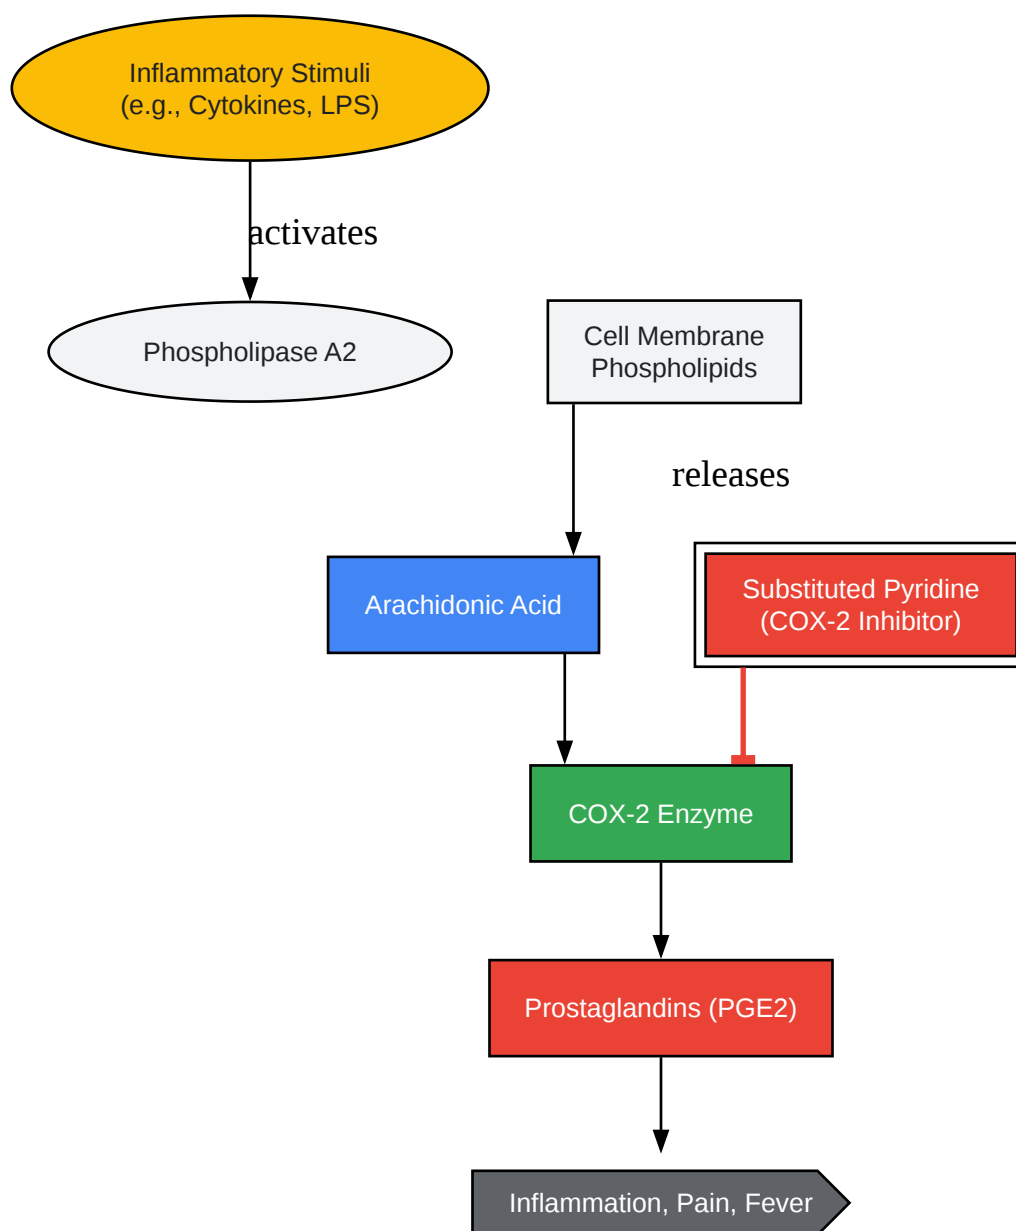 Inflammatory Stimuli
(e.g., Cytokines, LPS)
activates
Phospholipase A2
Cell Membrane
Phospholipids
releases
Arachidonic Acid
Substituted Pyridine
(COX-2 Inhibitor)
COX-2 Enzyme
Prostaglandins (PGE2)
Inflammation, Pain, Fever